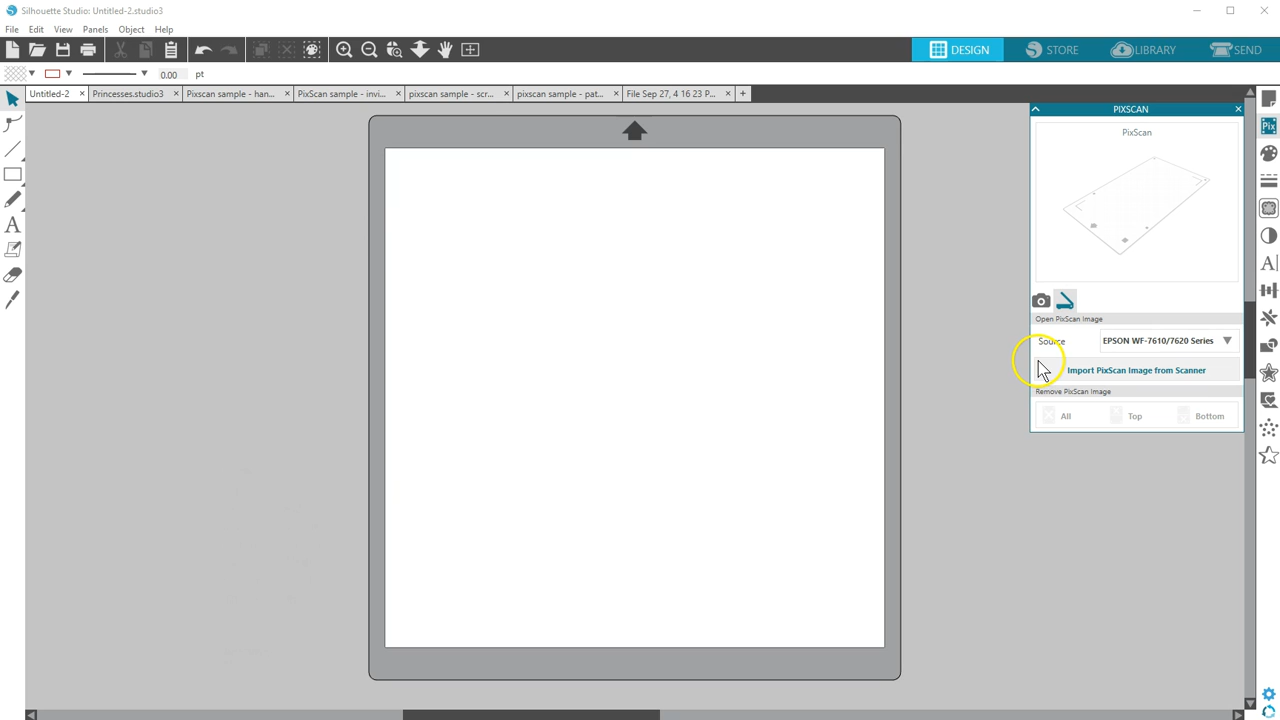 Silhouette Studio: Untitled-2.studio3
File Edit View Panels Object Help
DESIGN STORE LIBRARY SEND
0.00 pt
Untitled-2 Princesses.studio3 Pixscan sample - han... PixScan sample - invi... pixscan sample - scr... pixscan sample - pat... File Sep 27, 4 16 23 P...
PIXSCAN
Pix
PixScan
Open PixScan Image
Source EPSON WF-7610/7620 Series
Import PixScan Image from Scanner
Remove PixScan Image
All Top Bottom